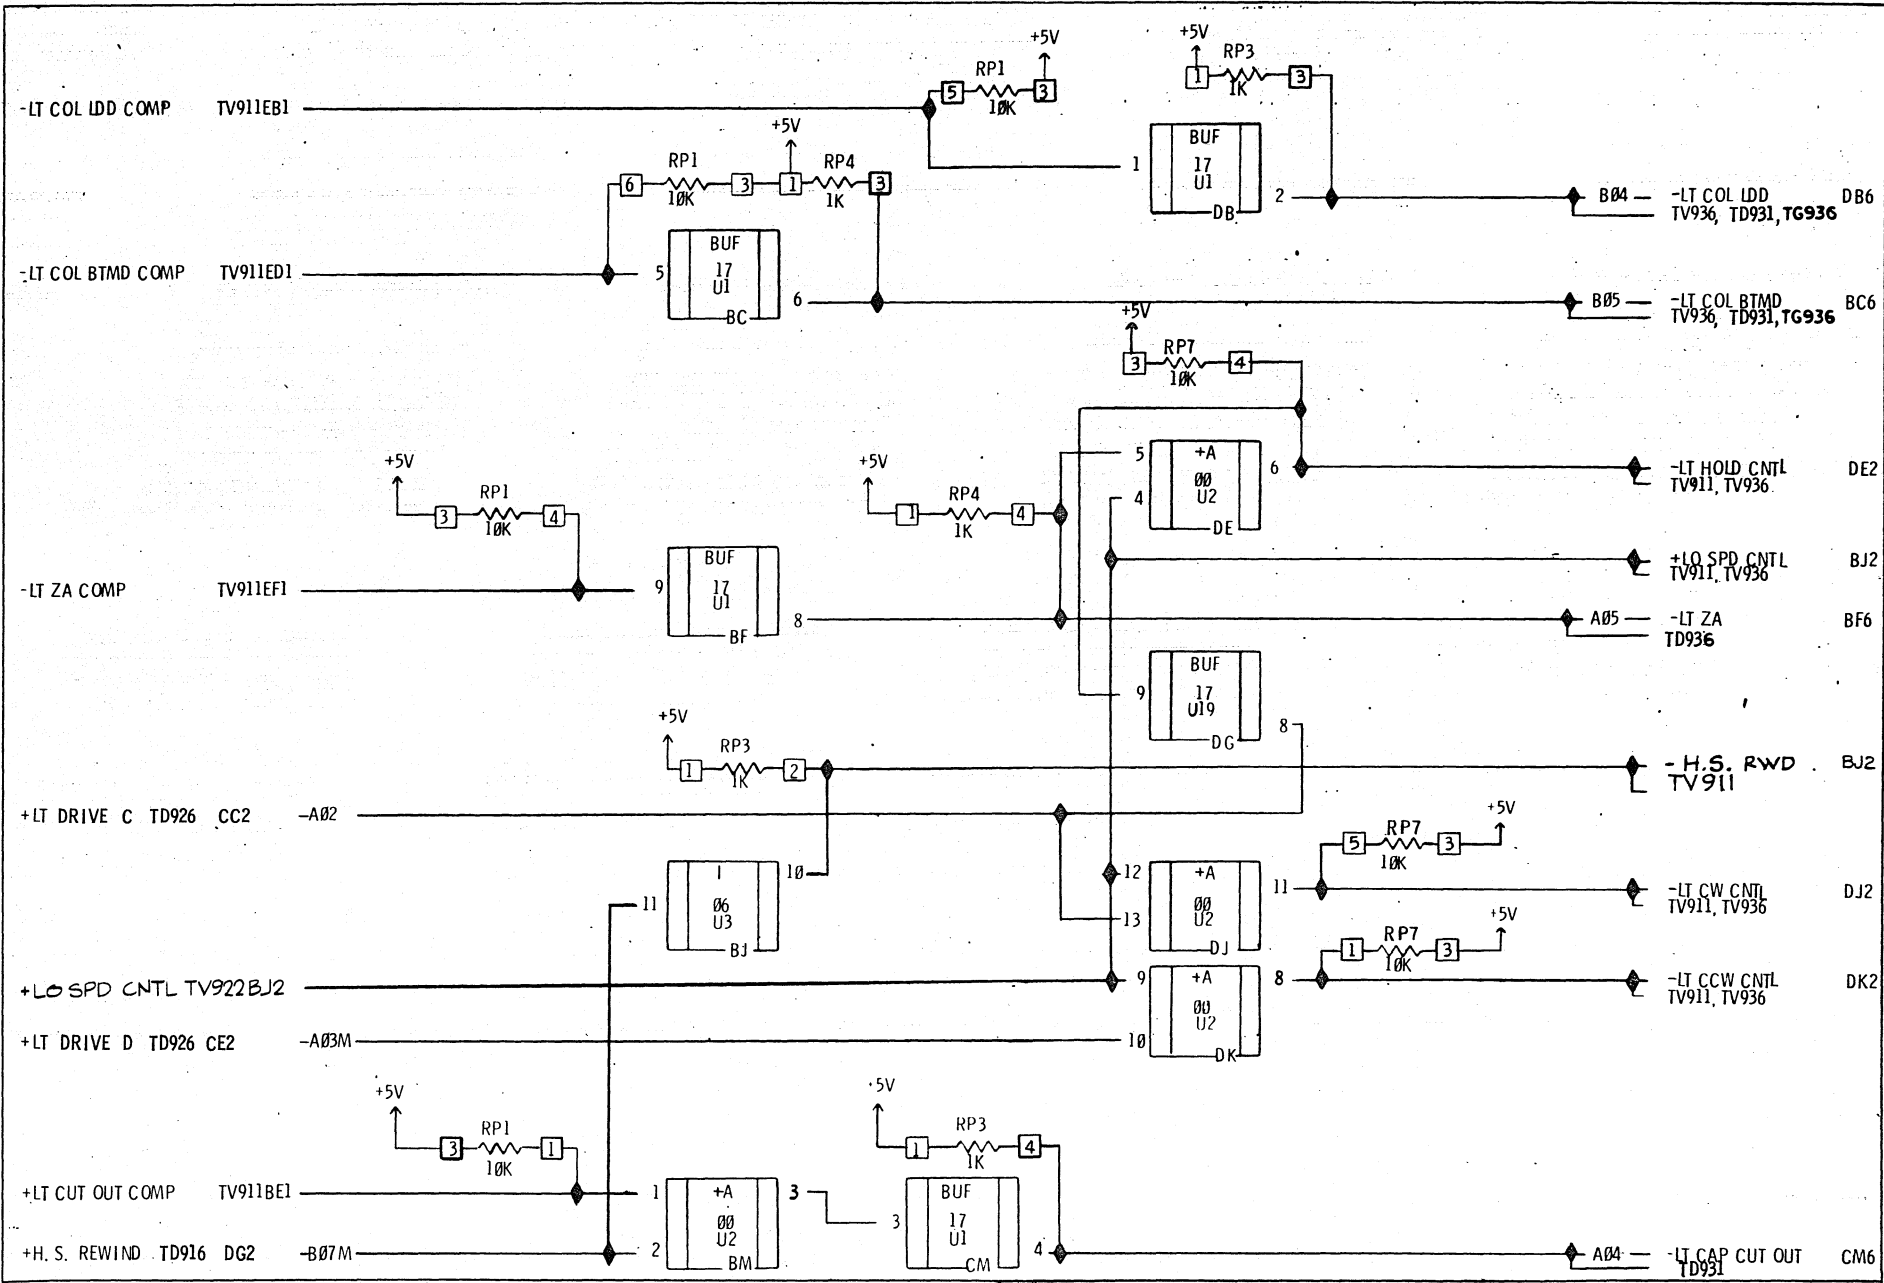 -LT COL LDD COMP TV911EB1
+5V
RP1
5 3
10K
+5V
RP3
1 3
1K
BUF
17
U1
DB
1 2
B04 -LT COL LDD DB6
TV936, TD931, TG936
+5V
RP1 RP4
6 3 1 3
10K 1K
-LT COL BTMD COMP TV911ED1
5
BUF
17
U1
BC
6
B05 -LT COL BTMD BC6
TV936, TD931, TG936
+5V
RP7
3 4
10K
+5V
RP1
3 4
10K
+5V
RP4
1 4
1K
5
4
+A
00
U2
DE
6
-LT HOLD CNTL DE2
TV911, TV936
+LO SPD CNTL BJ2
TV911, TV936
-LT ZA COMP TV911EF1
9
BUF
17
U1
BF
8
A05 -LT ZA BF6
TD936
9
BUF
17
U19
DG
8
+5V
RP3
1 2
1K
-H.S. RWD BJ2
TV911
+LT DRIVE C TD926 CC2 -A02
11
I
06
U3
BJ
10
12
13
+A
00
U2
DJ
11
+5V
RP7
5 3
10K
-LT CW CNTL DJ2
TV911, TV936
+LO SPD CNTL TV922BJ2
9
10
+A
00
U2
DK
8
+5V
RP7
1 3
10K
-LT CCW CNTL DK2
TV911, TV936
+LT DRIVE D TD926 CE2 -A03M
+5V
RP1
3 1
10K
+LT CUT OUT COMP TV911BE1
1
2
+A
00
U2
BM
3
+5V
RP3
1 4
1K
3
BUF
17
U1
CM
4
+H.S. REWIND TD916 DG2 -B07M
A04 -LT CAP CUT OUT CM6
TD931